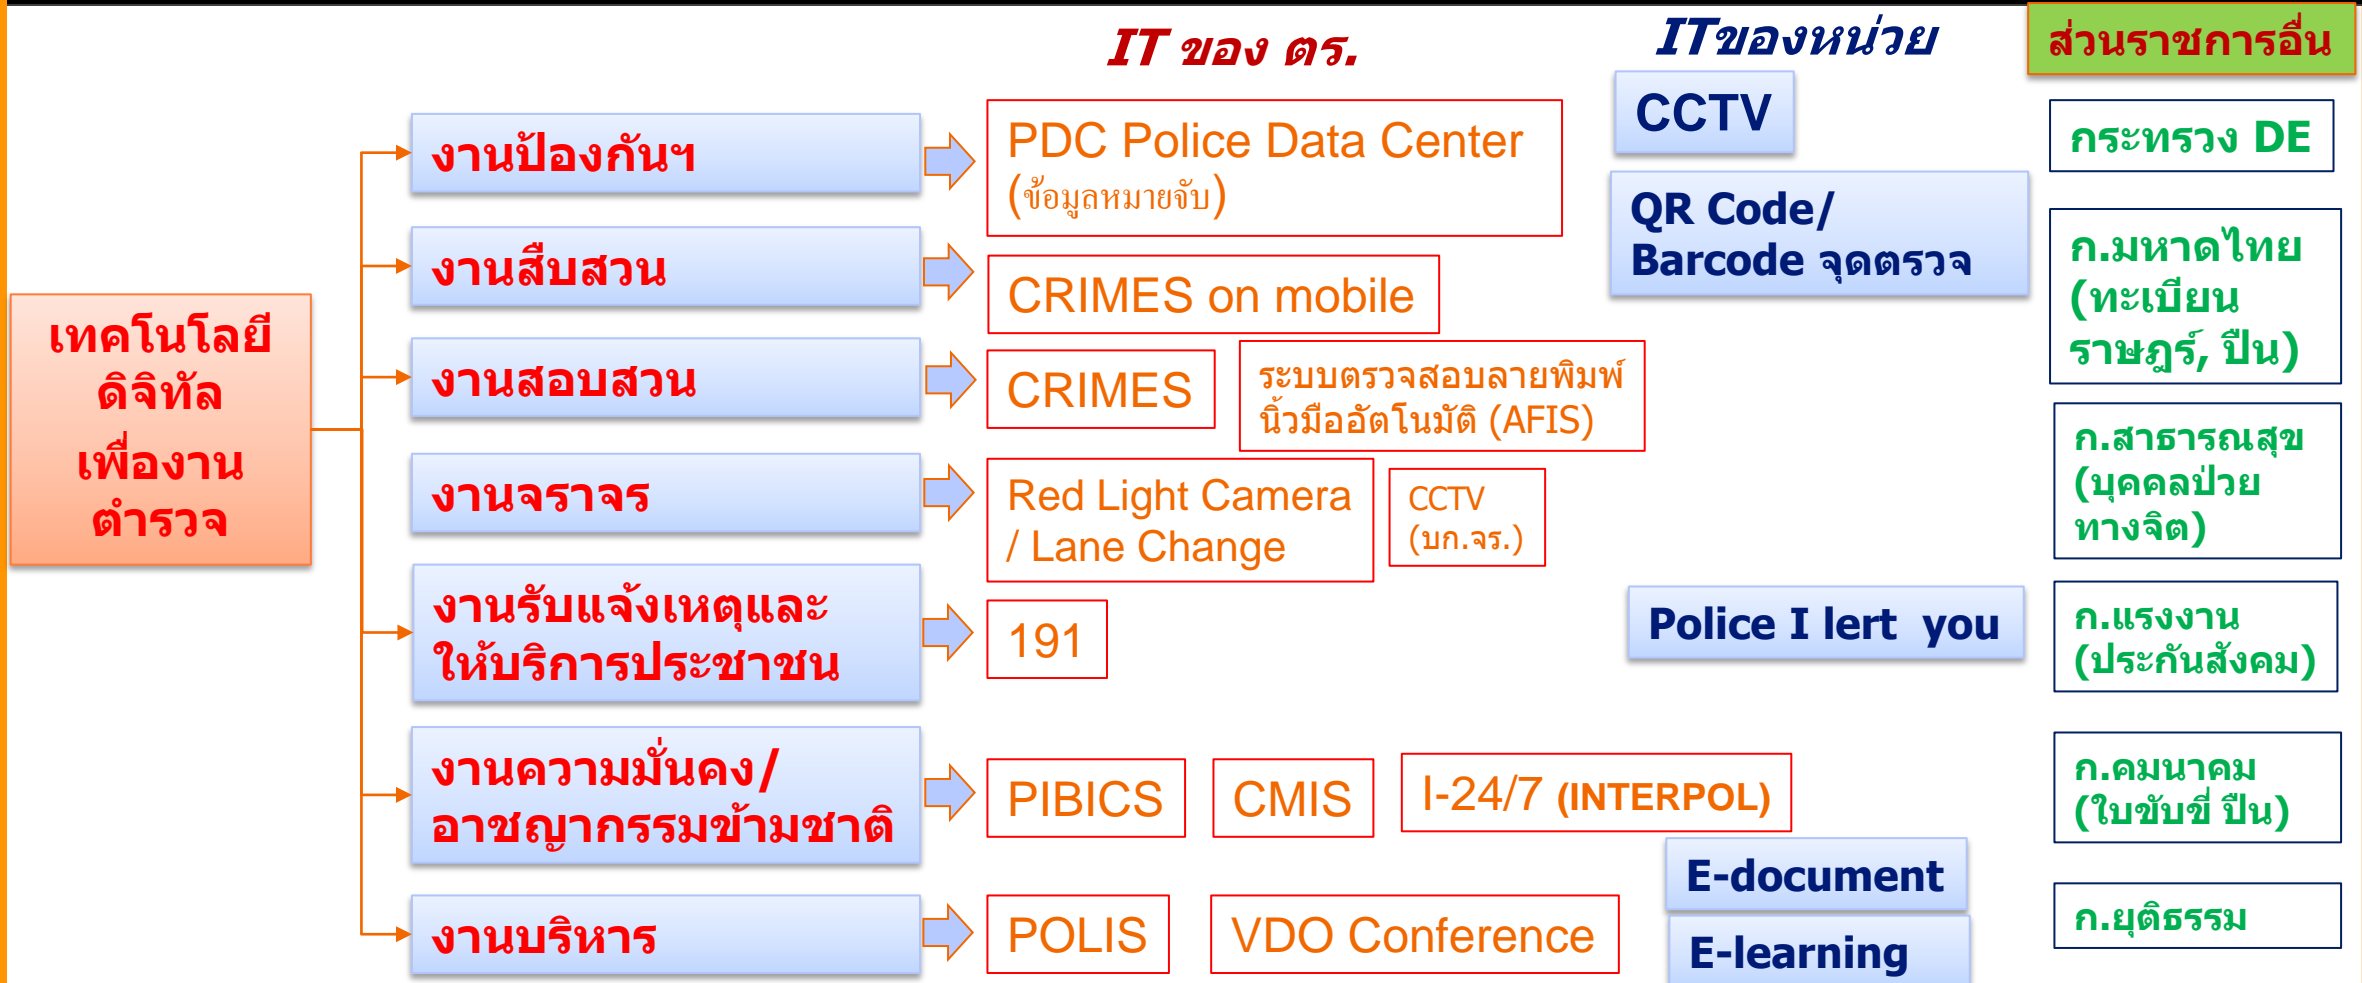 IT ของ ตร.
ITของหน่วย
ส่วนราชการอื่น
เทคโนโลยี
ดิจิทัล
เพื่องาน
ตำรวจ
งานป้องกันฯ
PDC Police Data Center
(ข้อมูลหมายจับ)
CCTV
QR Code/
Barcode จุดตรวจ
งานสืบสวน
CRIMES on mobile
งานสอบสวน
CRIMES
ระบบตรวจสอบลายพิมพ์
นิ้วมืออัตโนมัติ (AFIS)
งานจราจร
Red Light Camera
/ Lane Change
CCTV
(บก.จร.)
งานรับแจ้งเหตุและ
ให้บริการประชาชน
191
Police I lert you
งานความมั่นคง/
อาชญากรรมข้ามชาติ
PIBICS
CMIS
I-24/7 (INTERPOL)
งานบริหาร
POLIS
VDO Conference
E-document
E-learning
กระทรวง DE
ก.มหาดไทย
(ทะเบียน
ราษฎร์, ปืน)
ก.สาธารณสุข
(บุคคลป่วย
ทางจิต)
ก.แรงงาน
(ประกันสังคม)
ก.คมนาคม
(ใบขับขี่ ปืน)
ก.ยุติธรรม